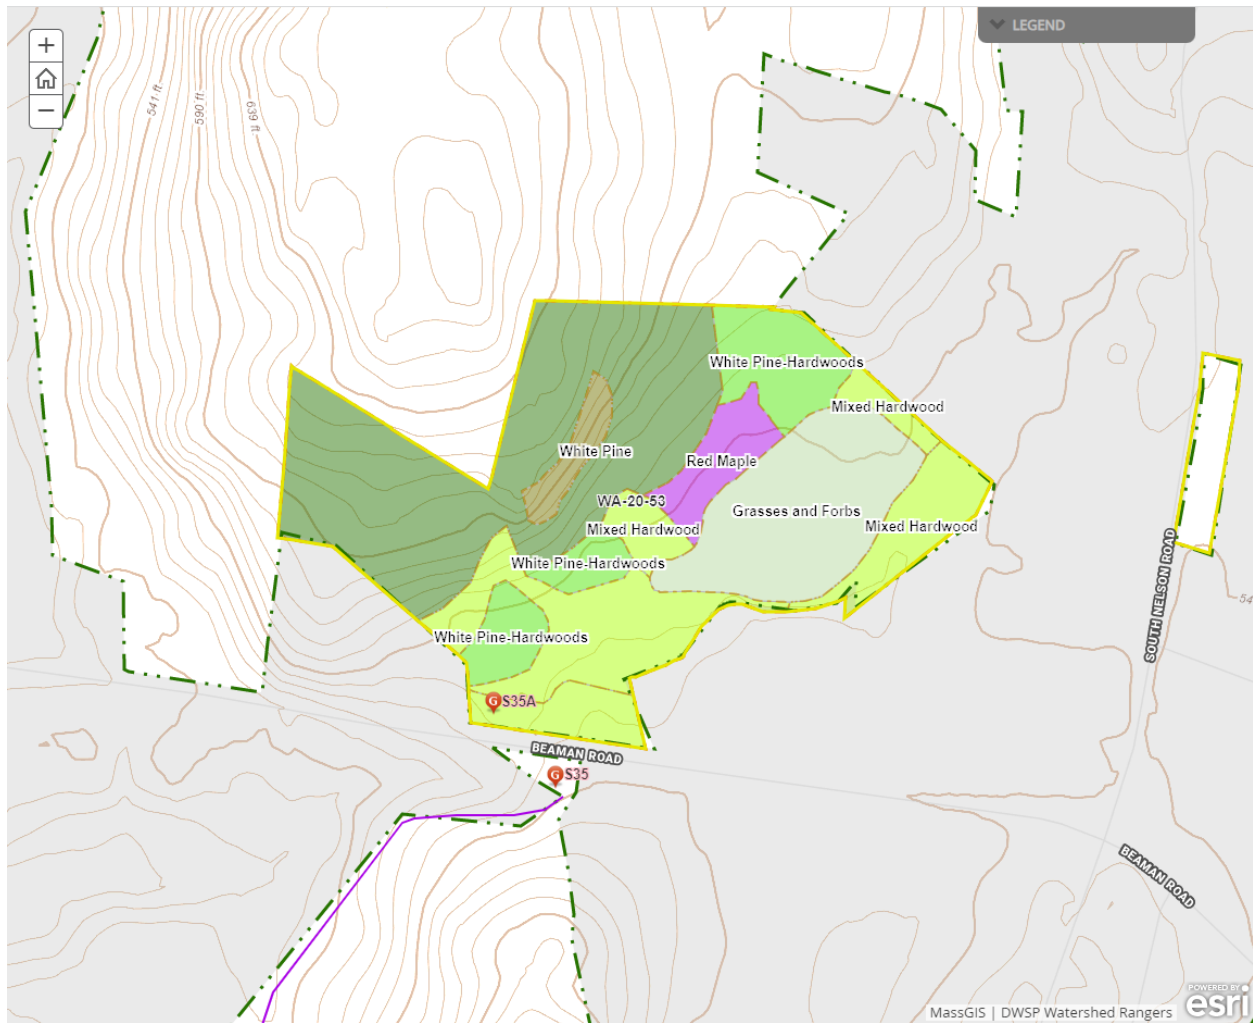 +
−
LEGEND
541 ft
590 ft
639 ft
White Pine-Hardwoods
Mixed Hardwood
White Pine
Red Maple
WA-20-53
Grasses and Forbs
Mixed Hardwood
Mixed Hardwood
White Pine-Hardwoods
White Pine-Hardwoods
SOUTH NELSON ROAD
54
G S35A
BEAMAN ROAD
G S35
BEAMAN ROAD
MassGIS | DWSP Watershed Rangers
POWERED BY
esri